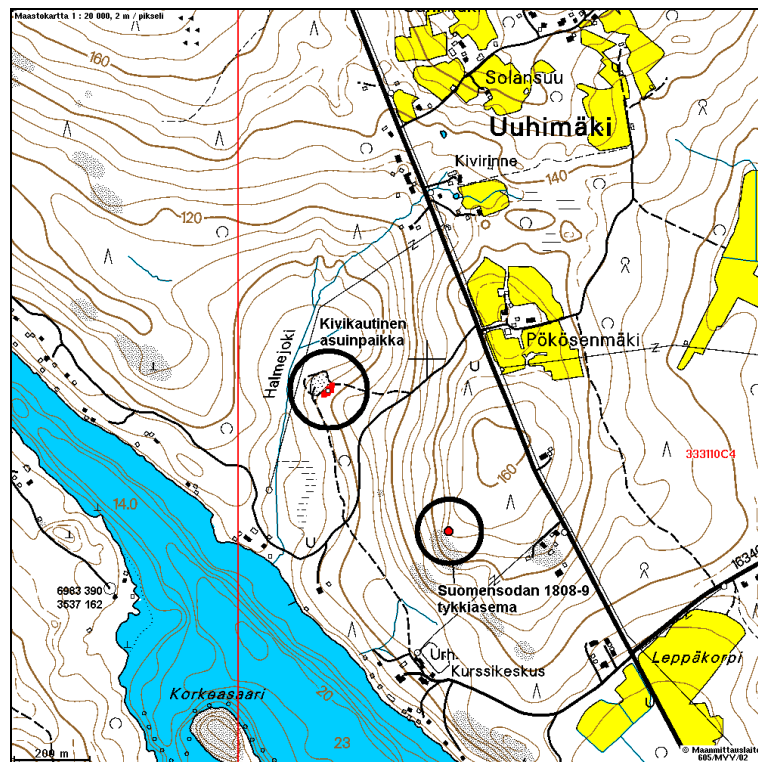 Maastokartta 1 : 20 000, 2 m / pikseli
160
Solansuu
U
Uuhimäki
Kivirinne
140
120
N
Kivikautinen
asuinpaikka
Halmejoki
Pökösenmäki
N
U
160
333110C4
14.0
U
Suomensodan 1808-9
tykkiasema
6983 390
3537 162
16340
Urh.
Kurssikeskus
Leppäkorpi
Korkeasaari
20
U
23
200 m
© Maanmittauslaitos
605/MYY/02